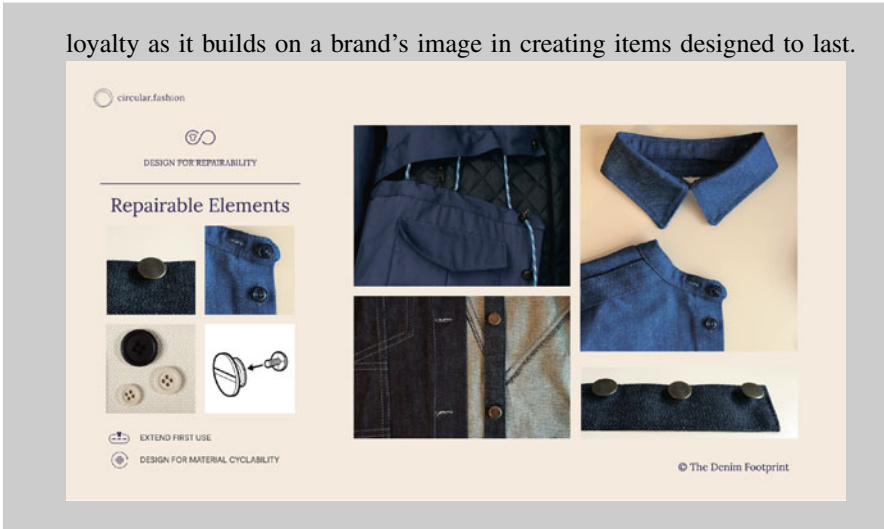 loyalty as it builds on a brand’s image in creating items designed to last.
circular.fashion
DESIGN FOR REPAIRABILITY
Repairable Elements
EXTEND FIRST USE
DESIGN FOR MATERIAL CYCLABILITY
© The Denim Footprint